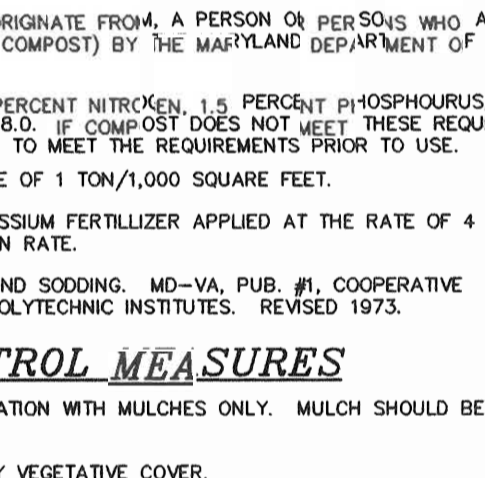 RIGINATE FROM, A PERSON OR PERSONS WHO A
COMPOST) BY THE MARYLAND DEPARTMENT OF
PERCENT NITROGEN, 1.5 PERCENT PHOSPHOURUS
8.0. IF COMPOST DOES NOT MEET THESE REQU
TO MEET THE REQUIREMENTS PRIOR TO USE.
E OF 1 TON/1,000 SQUARE FEET.
SSIUM FERTILLIZER APPLIED AT THE RATE OF 4
N RATE.
ND SODDING. MD-VA, PUB. #1, COOPERATIVE
OLYTECHNIC INSTITUTES. REVISED 1973.
TROL MEASURES
ATION WITH MULCHES ONLY. MULCH SHOULD BE
Y VEGETATIVE COVER.